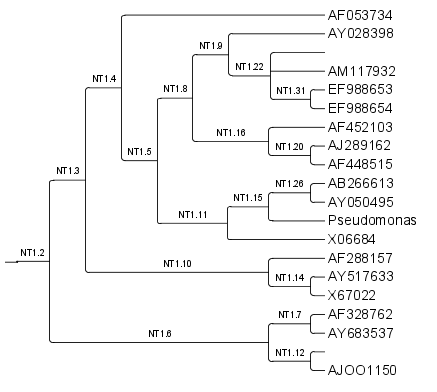 AF053734
NT1.9
AY028398
NT1.4
NT1.22
AM117932
NT1.8
NT1.31
EF988653
EF988654
AF452103
NT1.16
NT1.20
AJ289162
NT1.5
AF448515
NT1.3
NT1.26
AB266613
NT1.15
AY050495
NT1.11
Pseudomonas
X06684
NT1.2
AF288157
NT1.10
NT1.14
AY517633
X67022
NT1.7
AF328762
NT1.6
AY683537
NT1.12
AJOO1150